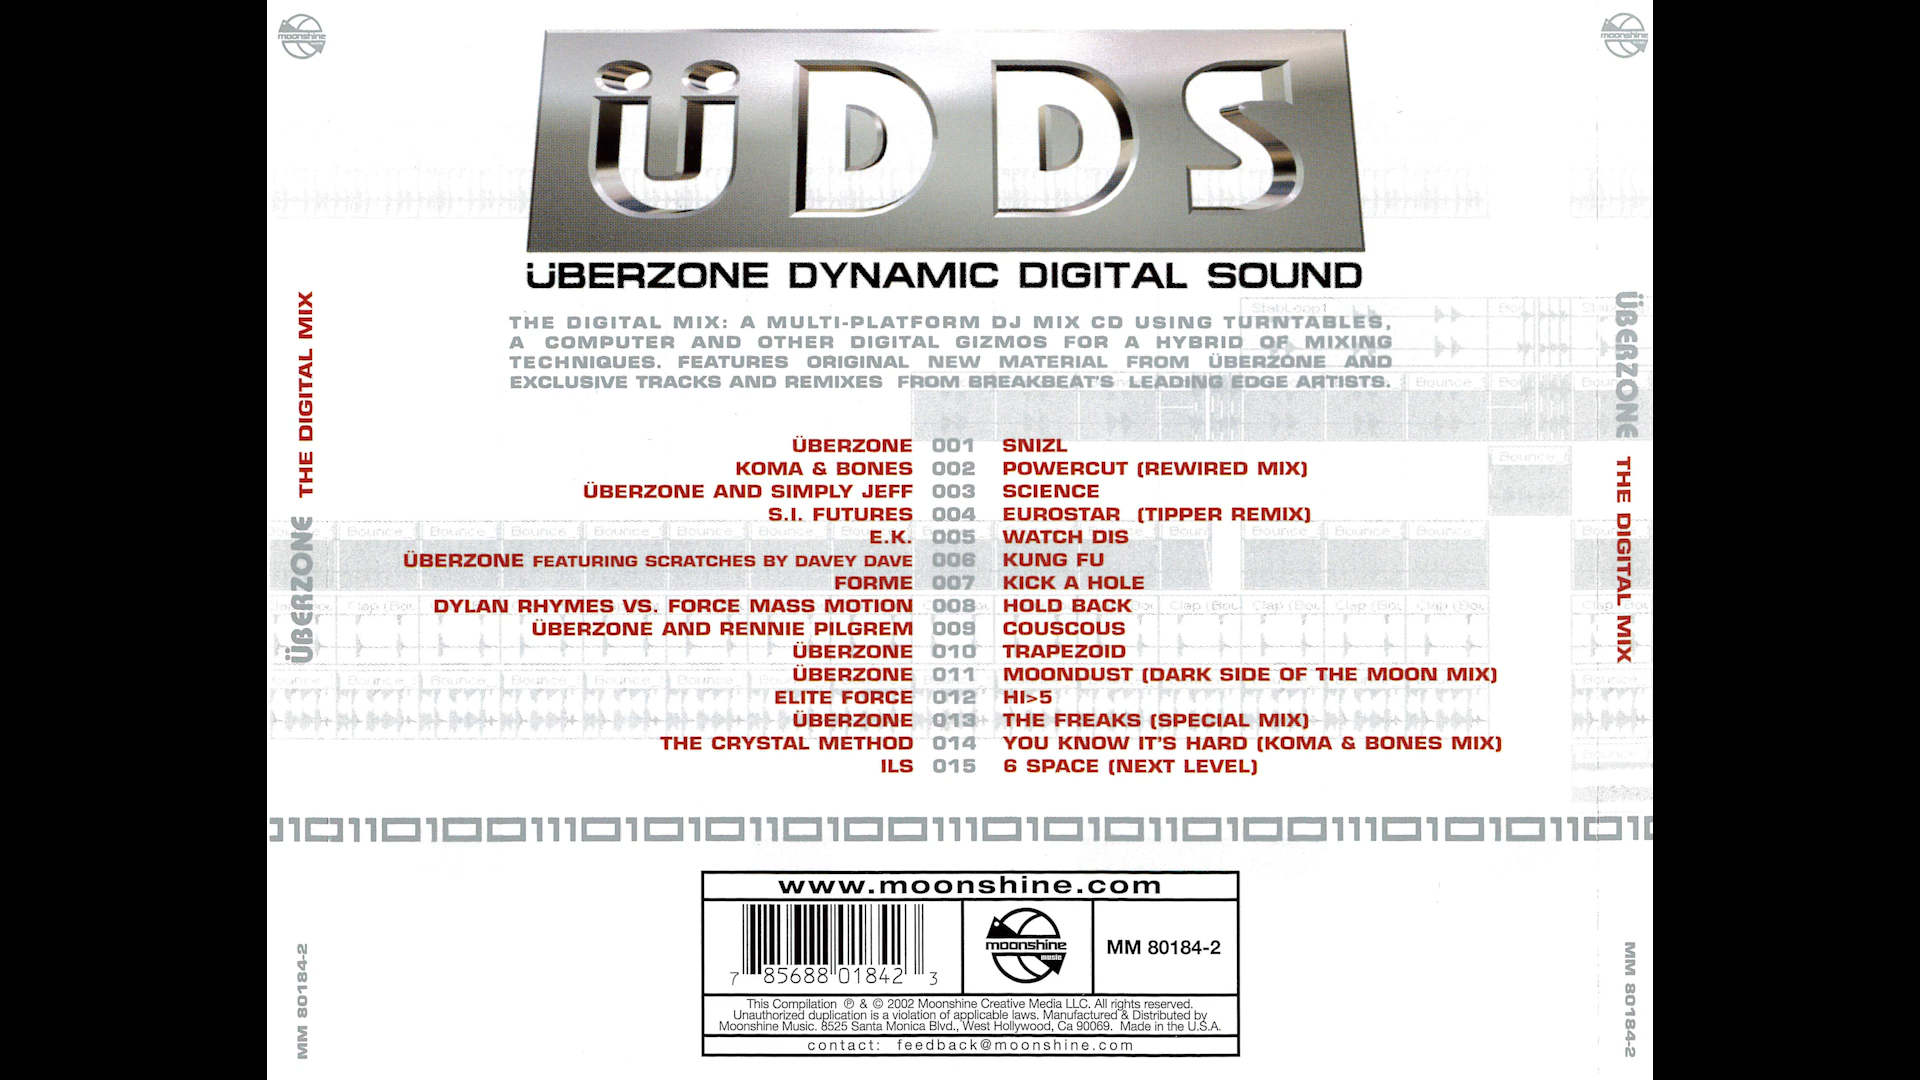 moonshine
moonshine
ÜDDS
ÜBERZONE DYNAMIC DIGITAL SOUND
THE DIGITAL MIX: A MULTI-PLATFORM DJ MIX CD USING TURNTABLES,
A COMPUTER AND OTHER DIGITAL GIZMOS FOR A HYBRID OF MIXING
TECHNIQUES. FEATURES ORIGINAL NEW MATERIAL FROM ÜBERZONE AND
EXCLUSIVE TRACKS AND REMIXES FROM BREAKBEAT'S LEADING EDGE ARTISTS.
ÜBERZONE 001 SNIZL
KOMA & BONES 002 POWERCUT (REWIRED MIX)
ÜBERZONE AND SIMPLY JEFF 003 SCIENCE
S.I. FUTURES 004 EUROSTAR (TIPPER REMIX)
E.K. 005 WATCH DIS
ÜBERZONE FEATURING SCRATCHES BY DAVEY DAVE 006 KUNG FU
FORME 007 KICK A HOLE
DYLAN RHYMES VS. FORCE MASS MOTION 008 HOLD BACK
ÜBERZONE AND RENNIE PILGREM 009 COUSCOUS
ÜBERZONE 010 TRAPEZOID
ÜBERZONE 011 MOONDUST (DARK SIDE OF THE MOON MIX)
ELITE FORCE 012 HI>5
ÜBERZONE 013 THE FREAKS (SPECIAL MIX)
THE CRYSTAL METHOD 014 YOU KNOW IT'S HARD (KOMA & BONES MIX)
ILS 015 6 SPACE (NEXT LEVEL)
www.moonshine.com
7 85688 01842 3
moonshine
music
MM 80184-2
This Compilation ℗ & © 2002 Moonshine Creative Media LLC. All rights reserved.
Unauthorized duplication is a violation of applicable laws. Manufactured & Distributed by
Moonshine Music. 8525 Santa Monica Blvd., West Hollywood, Ca 90069. Made in the U.S.A.
contact: feedback@moonshine.com
ÜBERZONE THE DIGITAL MIX
MM 80184-2
ÜBERZONE THE DIGITAL MIX
MM 80184-2